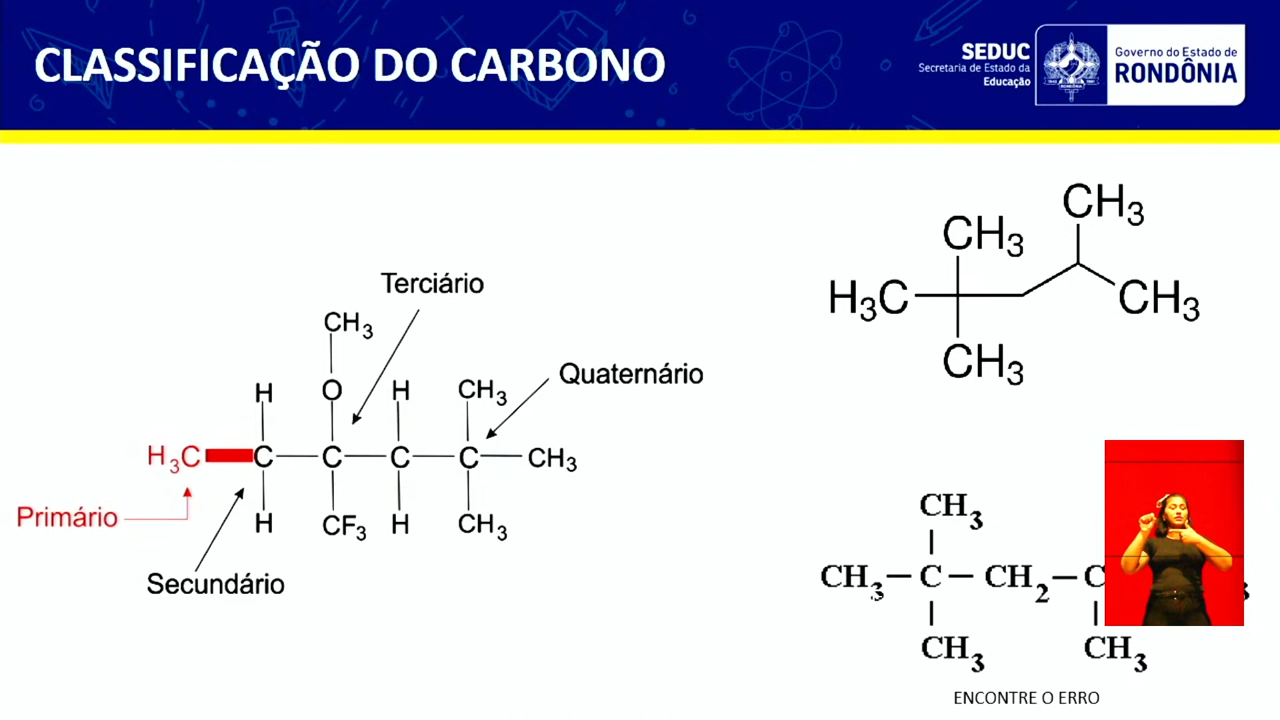 CLASSIFICAÇÃO DO CARBONO
SEDUC
Secretaria de Estado da
Educação
Governo do Estado de
RONDÔNIA
Terciário
CH3
Quaternário
H O H CH3
H3C C C C C CH3
Primário
H CF3 H CH3
Secundário
CH3
CH3
H3C CH3
CH3
CH3
CH3 – C – CH2 – C
CH3 CH3
ENCONTRE O ERRO